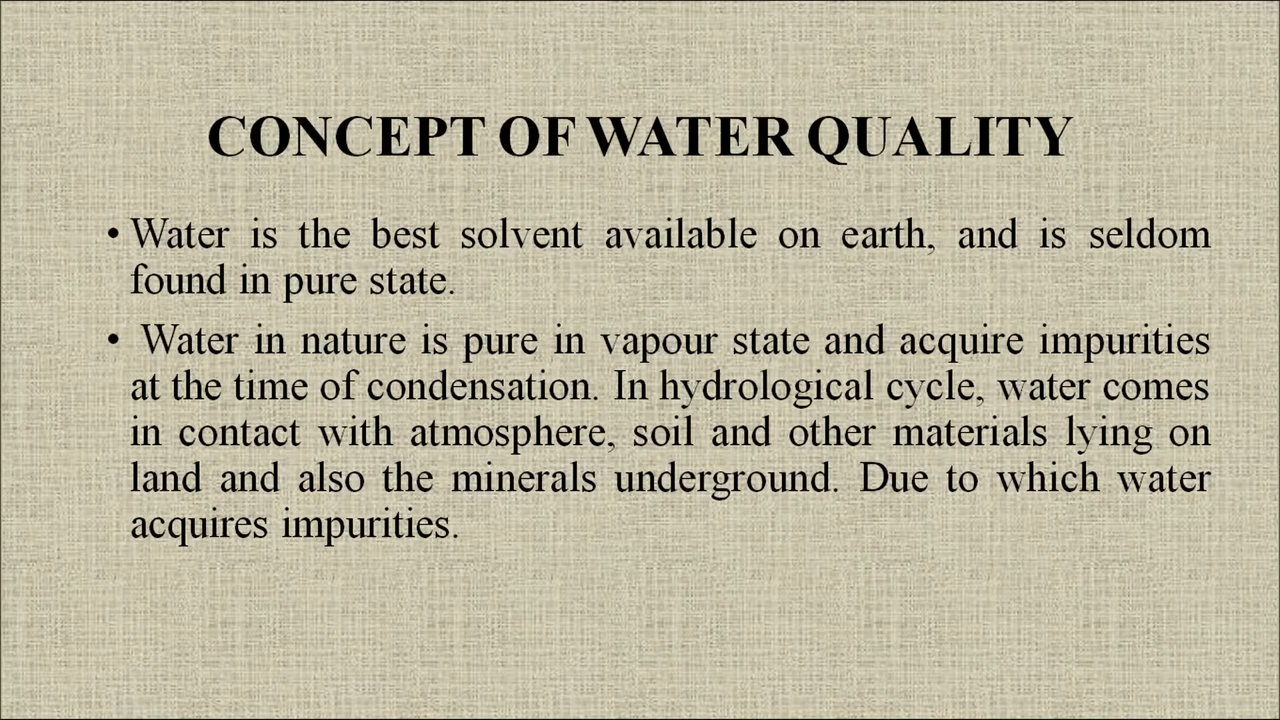 CONCEPT OF WATER QUALITY
• Water is the best solvent available on earth, and is seldom
found in pure state.
• Water in nature is pure in vapour state and acquire impurities
at the time of condensation. In hydrological cycle, water comes
in contact with atmosphere, soil and other materials lying on
land and also the minerals underground. Due to which water
acquires impurities.